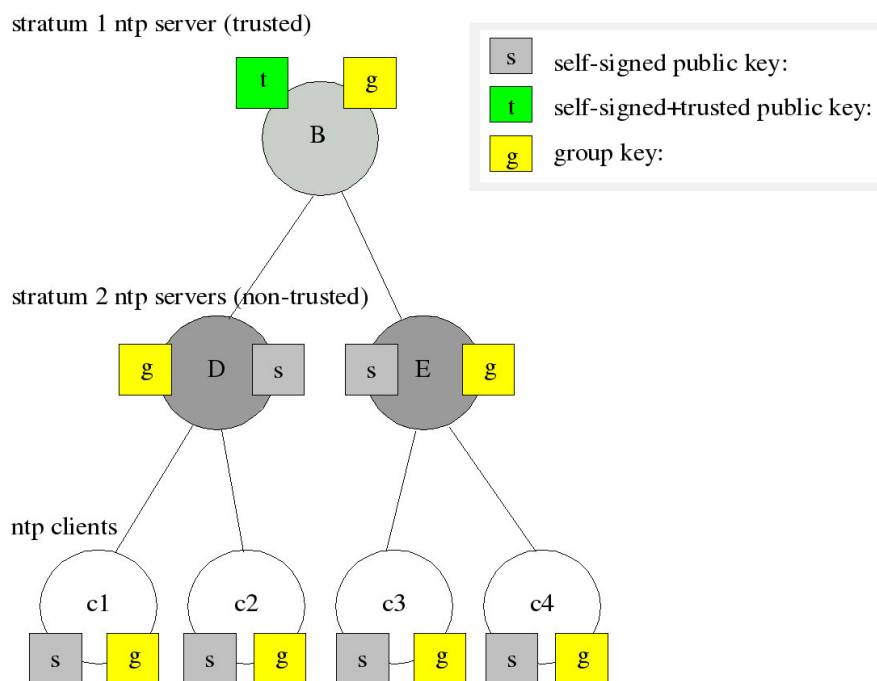 stratum 1 ntp server (trusted)
t g
B
s self-signed public key:
t self-signed+trusted public key:
g group key:
stratum 2 ntp servers (non-trusted)
g D s s E g
ntp clients
c1 c2 c3 c4
s g s g s g s g